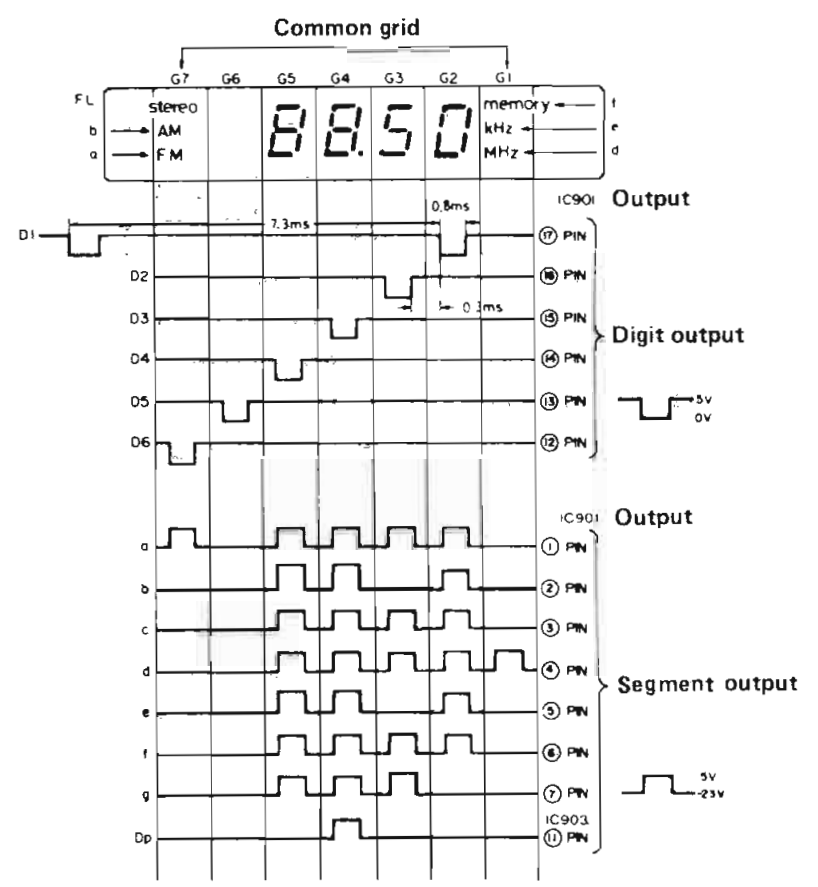 Common grid
G7 G6 G5 G4 G3 G2 G1
FL stereo 88.50 memory f
b AM kHz e
a FM MHz d
IC901 Output
0.8ms
7.3ms
D1 17 PIN
D2 16 PIN
0.3ms
D3 15 PIN
Digit output
D4 14 PIN
D5 13 PIN
5V
0V
D6 12 PIN
IC901 Output
a 1 PIN
b 2 PIN
c 3 PIN
d 4 PIN
Segment output
e 5 PIN
f 6 PIN
g 7 PIN
5V
-23V
IC903
Dp 11 PIN